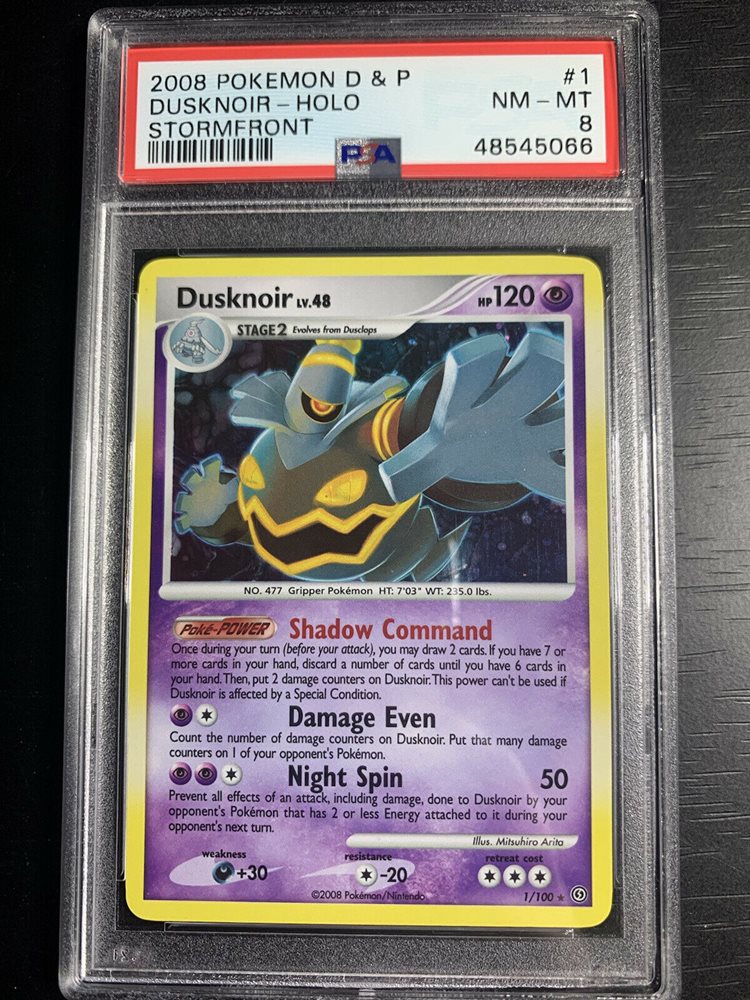 2008 POKEMON D & P #1
DUSKNOIR - HOLO NM - MT
STORMFRONT 8
PSA 48545066
Dusknoir LV.48 HP 120
STAGE 2 Evolves from Dusclops
NO. 477 Gripper Pokémon HT: 7'03" WT: 235.0 lbs.
Poké-POWER Shadow Command
Once during your turn (before your attack), you may draw 2 cards. If you have 7 or
more cards in your hand, discard a number of cards until you have 6 cards in
your hand. Then, put 2 damage counters on Dusknoir. This power can't be used if
Dusknoir is affected by a Special Condition.
Damage Even
Count the number of damage counters on Dusknoir. Put that many damage
counters on 1 of your opponent's Pokémon.
Night Spin 50
Prevent all effects of an attack, including damage, done to Dusknoir by your
opponent's Pokémon that has 2 or less Energy attached to it during your
opponent's next turn.
Illus. Mitsuhiro Arita
weakness resistance retreat cost
+30 -20
©2008 Pokémon/Nintendo 1/100 ★